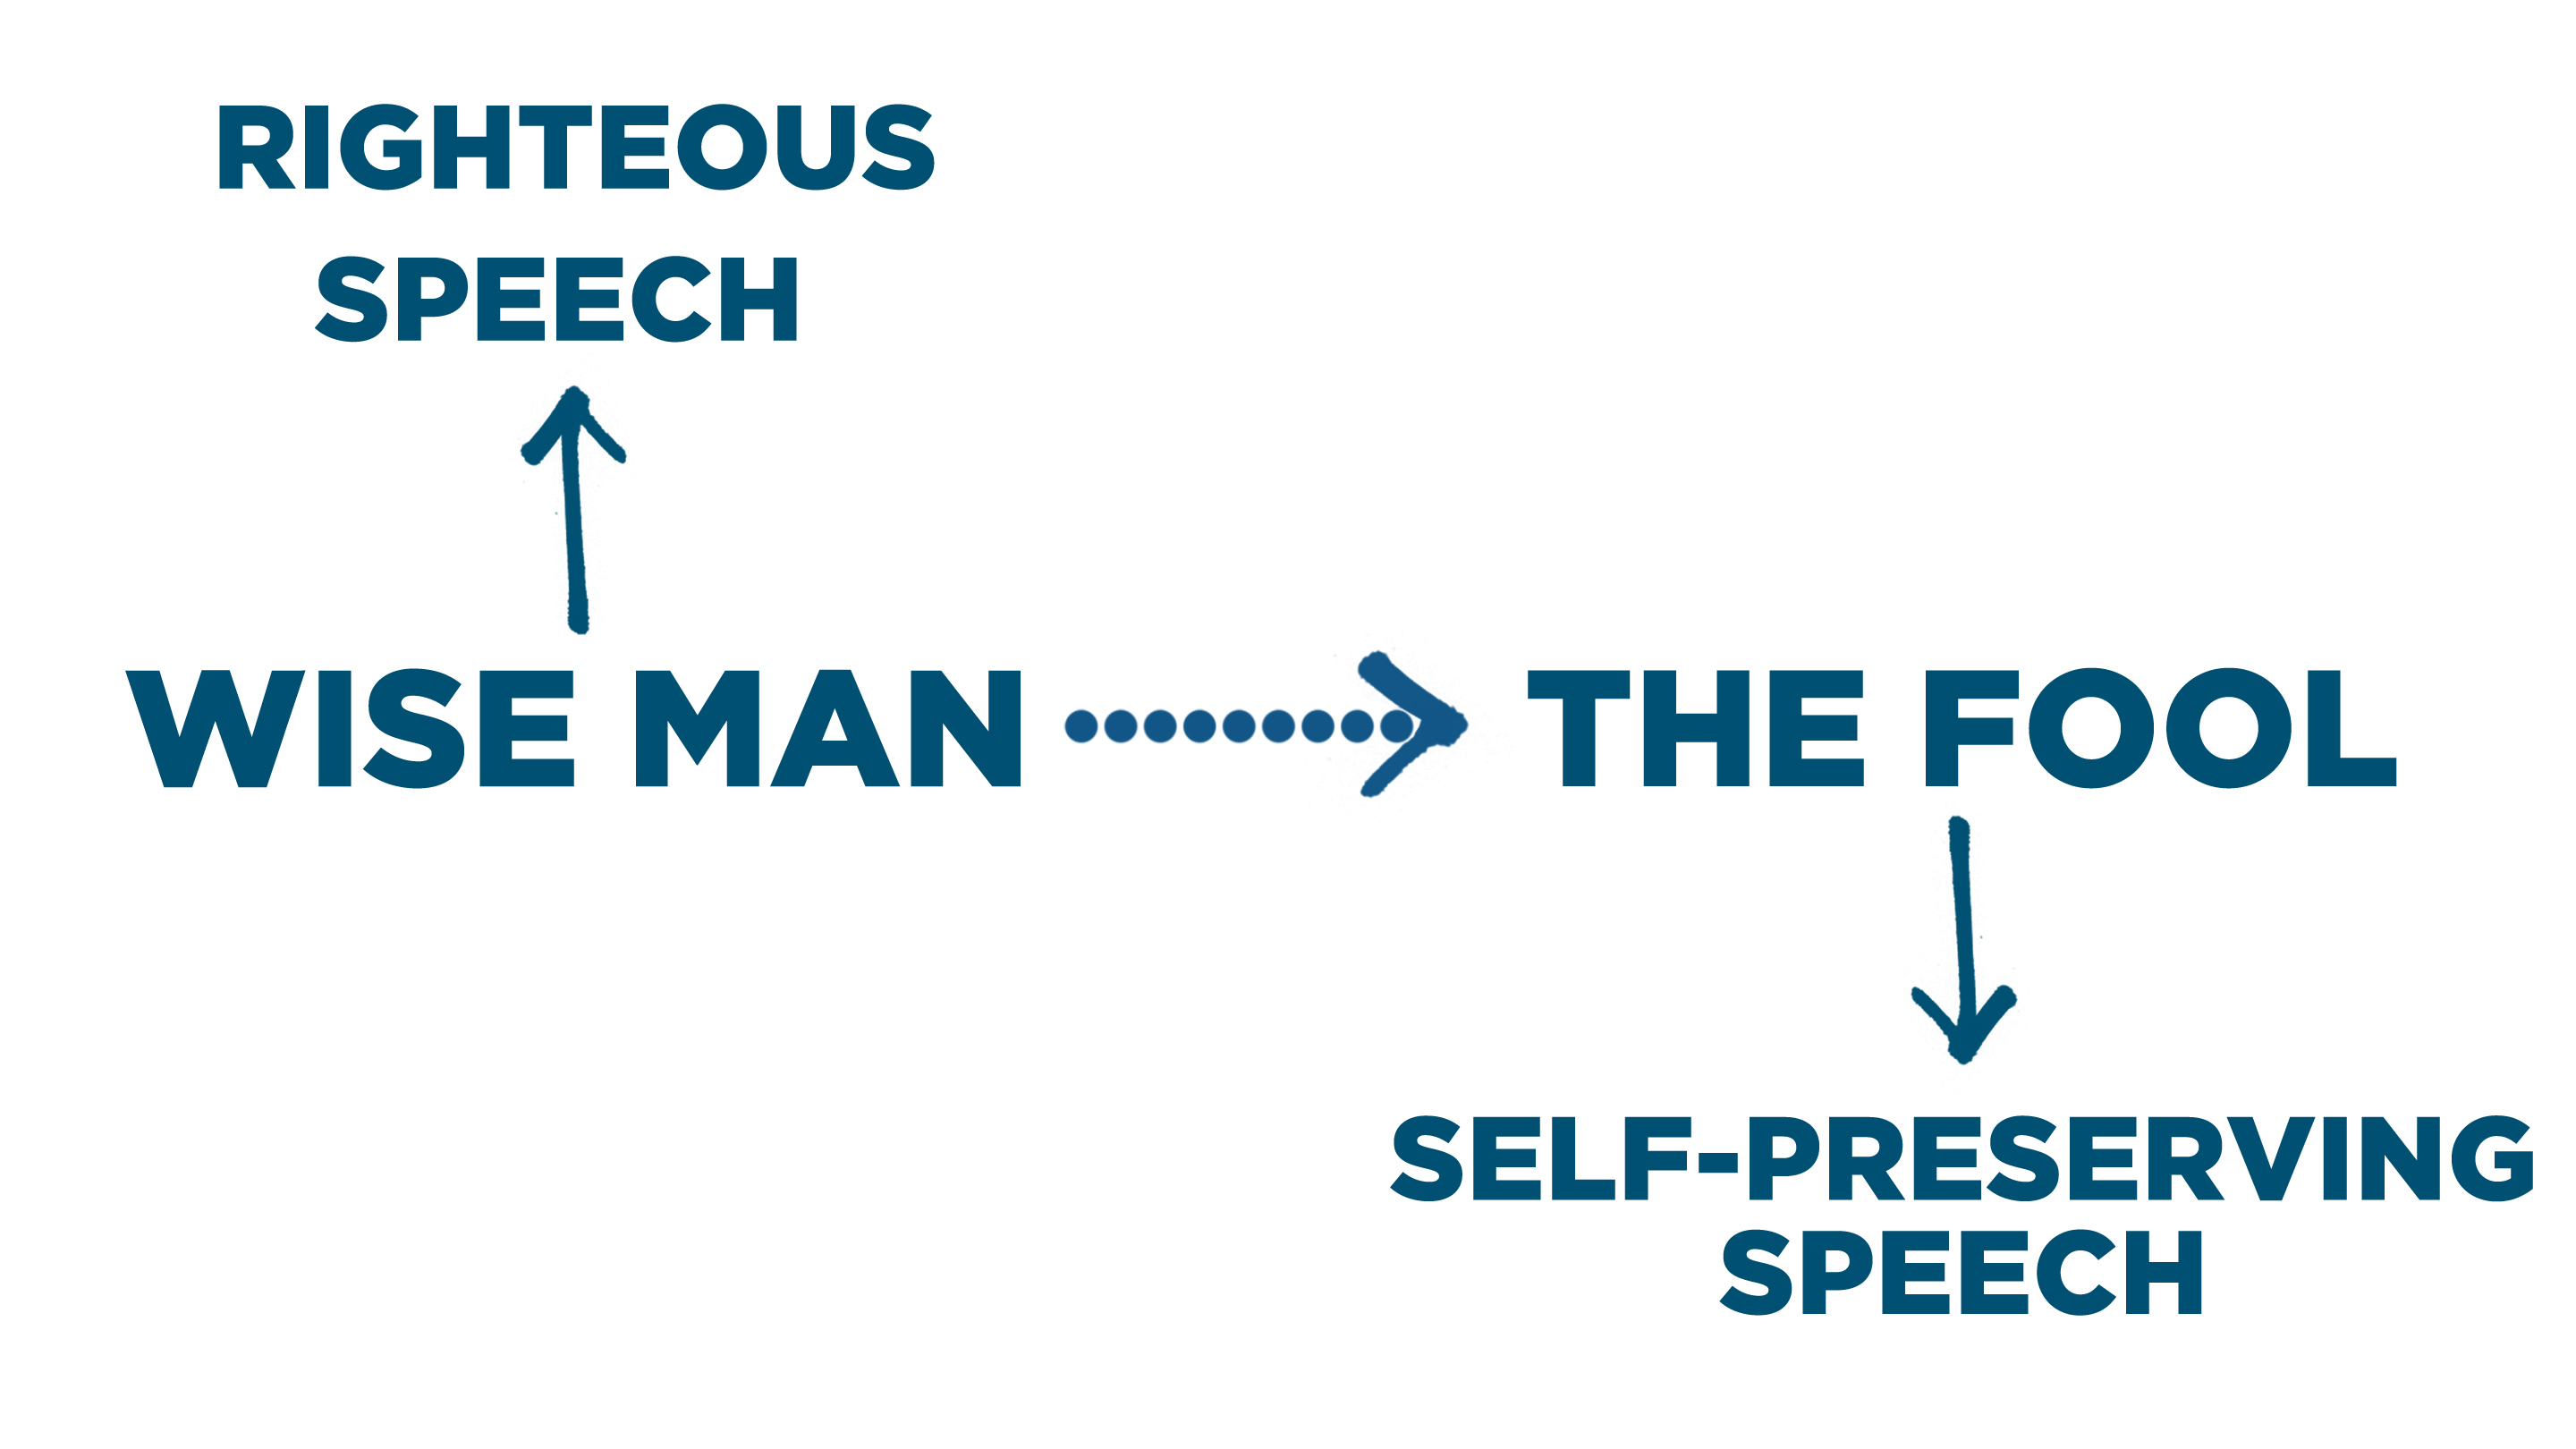 RIGHTEOUS
SPEECH
WISE MAN
THE FOOL
SELF-PRESERVING
SPEECH